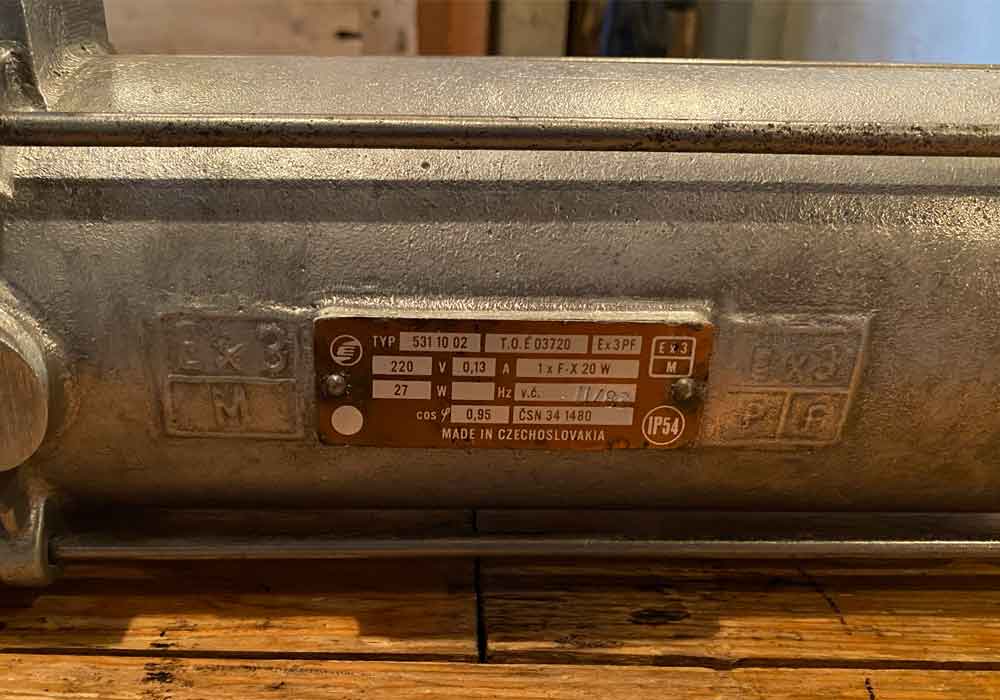 Ex3
M
TYP 531 10 02 T.O.É 03720 Ex3PF
Ex3
M
220 V 0,13 A 1 x F-X 20 W
27 W Hz v.č.
cos φ 0,95 ČSN 34 1480
IP54
MADE IN CZECHOSLOVAKIA
Ex3
P F